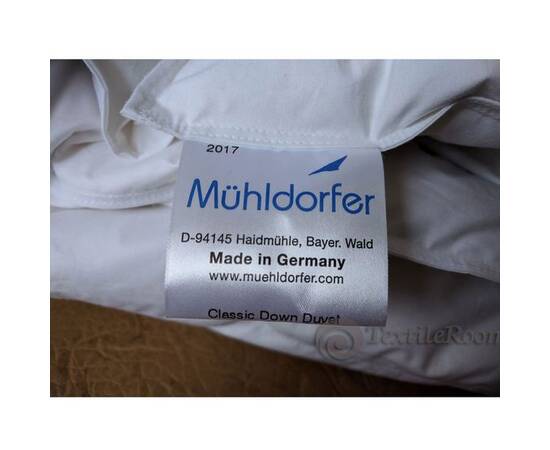 2017
Mühldorfer
D-94145 Haidmühle, Bayer. Wald
Made in Germany
www.muehldorfer.com
Classic Down Duvet
TextileRoom